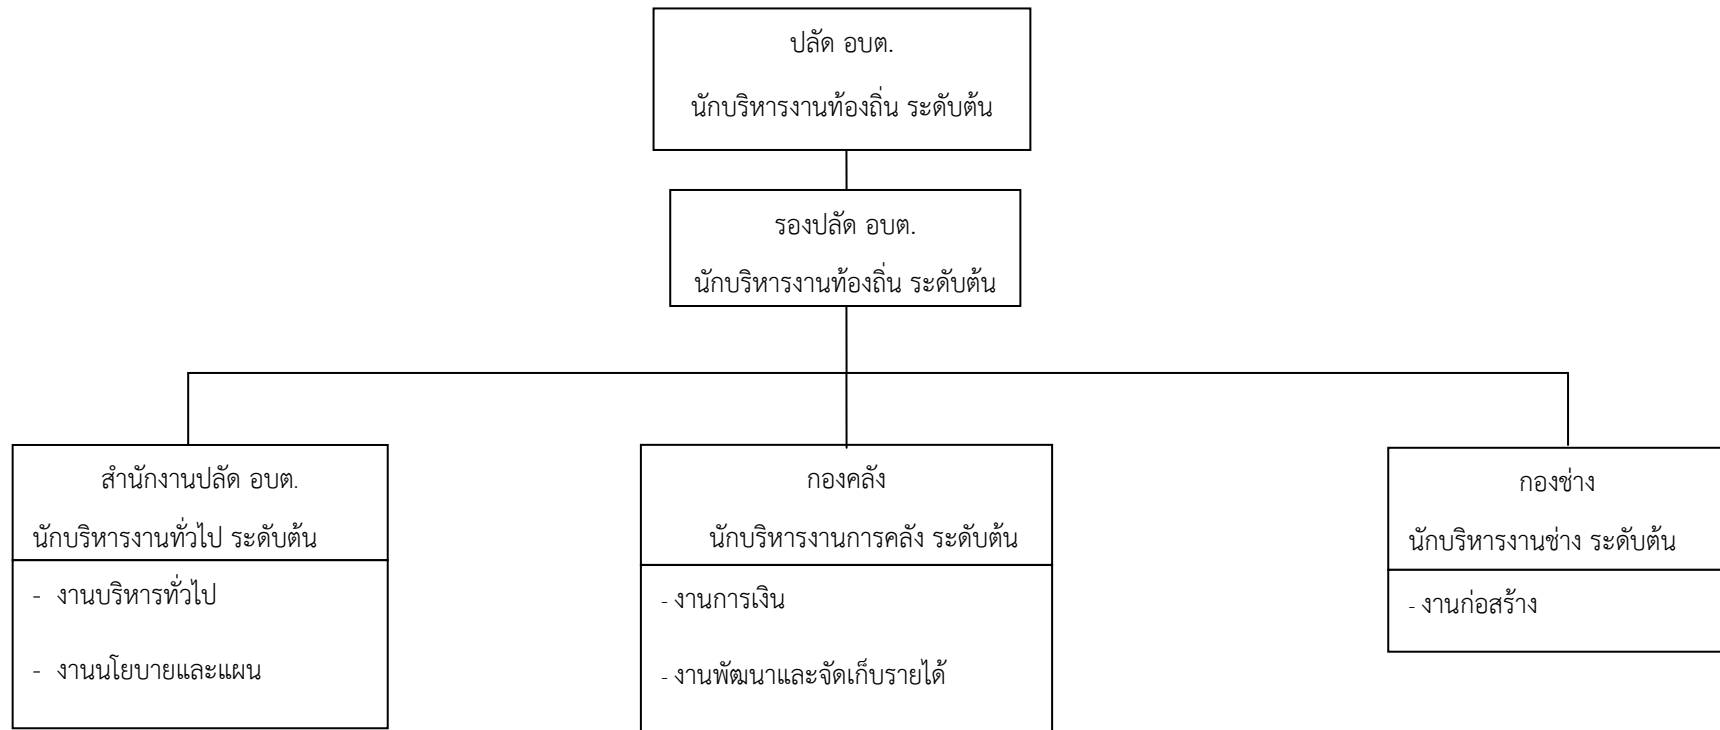 ปลัด อบต.
นักบริหารงานท้องถิ่น ระดับต้น
รองปลัด อบต.
นักบริหารงานท้องถิ่น ระดับต้น
สำนักงานปลัด อบต.
นักบริหารงานทั่วไป ระดับต้น
- งานบริหารทั่วไป
- งานนโยบายและแผน
กองคลัง
นักบริหารงานการคลัง ระดับต้น
- งานการเงิน
- งานพัฒนาและจัดเก็บรายได้
กองช่าง
นักบริหารงานช่าง ระดับต้น
- งานก่อสร้าง